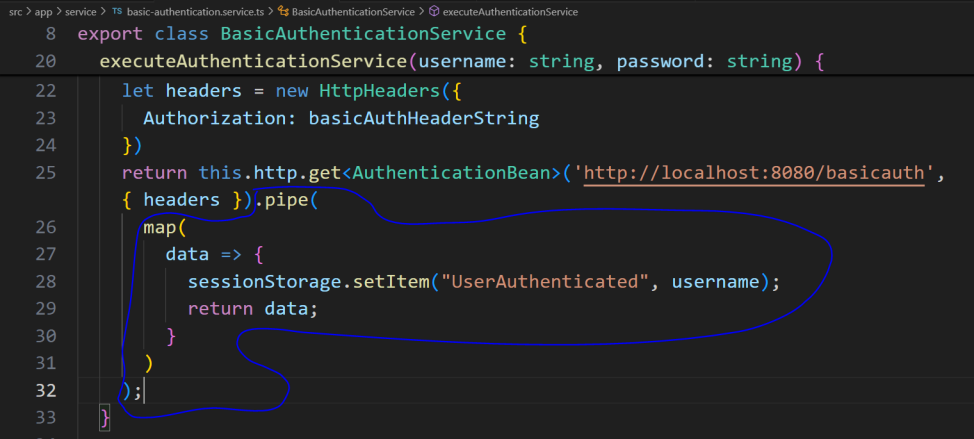 src > app > service > TS basic-authentication.service.ts > BasicAuthenticationService > executeAuthenticationService
8 export class BasicAuthenticationService {
20 executeAuthenticationService(username: string, password: string) {
22 let headers = new HttpHeaders({
23 Authorization: basicAuthHeaderString
24 })
25 return this.http.get<AuthenticationBean>('http://localhost:8080/basicauth',
{ headers }).pipe(
26 map(
27 data => {
28 sessionStorage.setItem("UserAuthenticated", username);
29 return data;
30 }
31 )
32 );
33 }